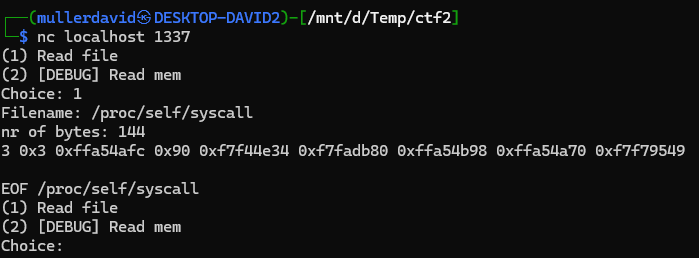 ┌──(mullerdavid㉿DESKTOP-DAVID2)-[/mnt/d/Temp/ctf2]
└─$ nc localhost 1337
(1) Read file
(2) [DEBUG] Read mem
Choice: 1
Filename: /proc/self/syscall
nr of bytes: 144
3 0x3 0xffa54afc 0x90 0xf7f44e34 0xf7fadb80 0xffa54b98 0xffa54a70 0xf7f79549
EOF /proc/self/syscall
(1) Read file
(2) [DEBUG] Read mem
Choice: